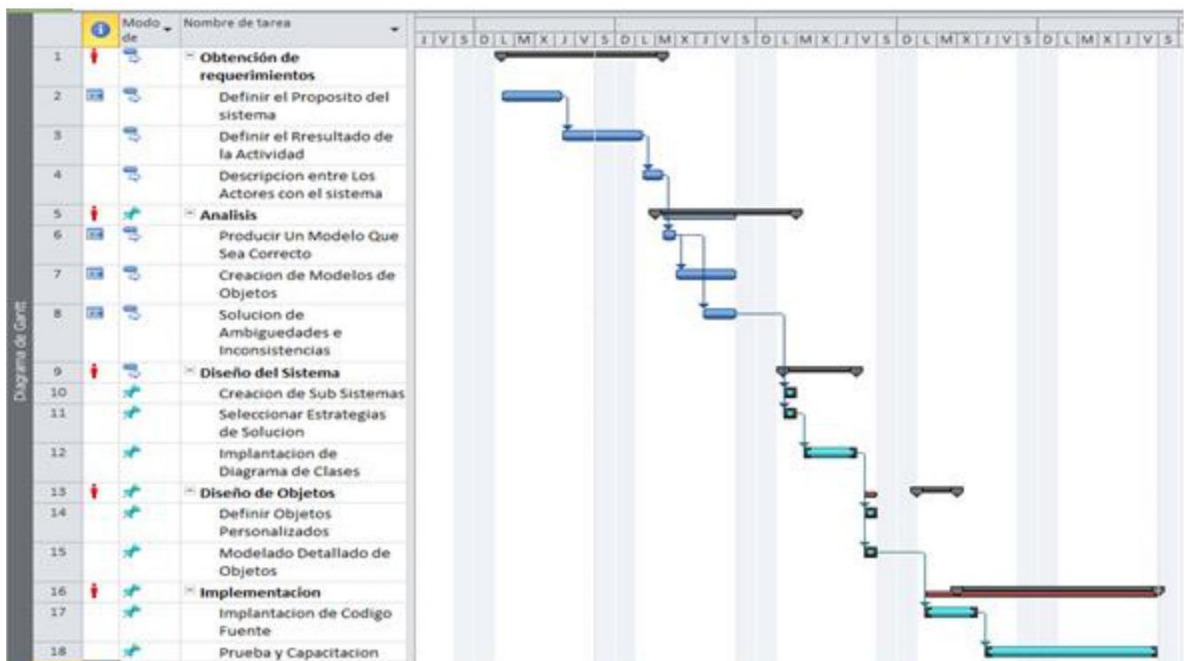 Modo de Nombre de tarea
J V S D L M X J V S D L M X J V S D L M X J V S D L M X J V S D L M X J V S
Diagrama de Gantt
1 Obtención de
requerimientos
2 Definir el Proposito del
sistema
3 Definir el Rresultado de
la Actividad
4 Descripcion entre Los
Actores con el sistema
5 Analisis
6 Producir Un Modelo Que
Sea Correcto
7 Creacion de Modelos de
Objetos
8 Solucion de
Ambiguedades e
Inconsistencias
9 Diseño del Sistema
10 Creacion de Sub Sistemas
11 Seleccionar Estrategias
de Solucion
12 Implantacion de
Diagrama de Clases
13 Diseño de Objetos
14 Definir Objetos
Personalizados
15 Modelado Detallado de
Objetos
16 Implementacion
17 Implantacion de Codigo
Fuente
18 Prueba y Capacitacion